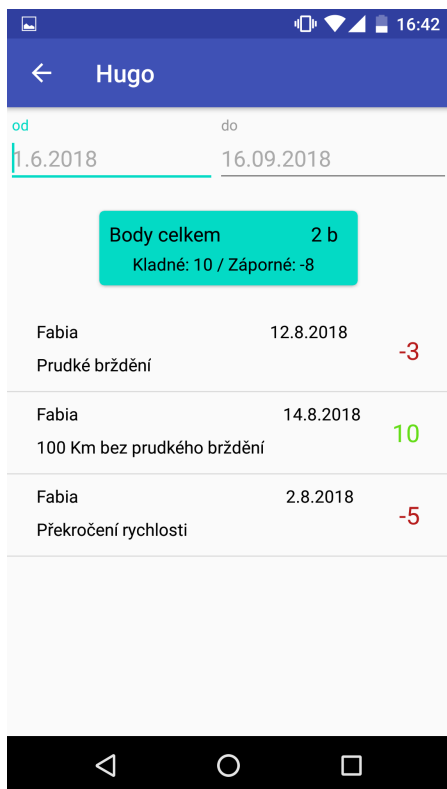 16:42
Hugo
od do
1.6.2018 16.09.2018
Body celkem 2 b
Kladné: 10 / Záporné: -8
Fabia 12.8.2018
-3
Prudké brždění
Fabia 14.8.2018
10
100 Km bez prudkého brždění
Fabia 2.8.2018
-5
Překročení rychlosti